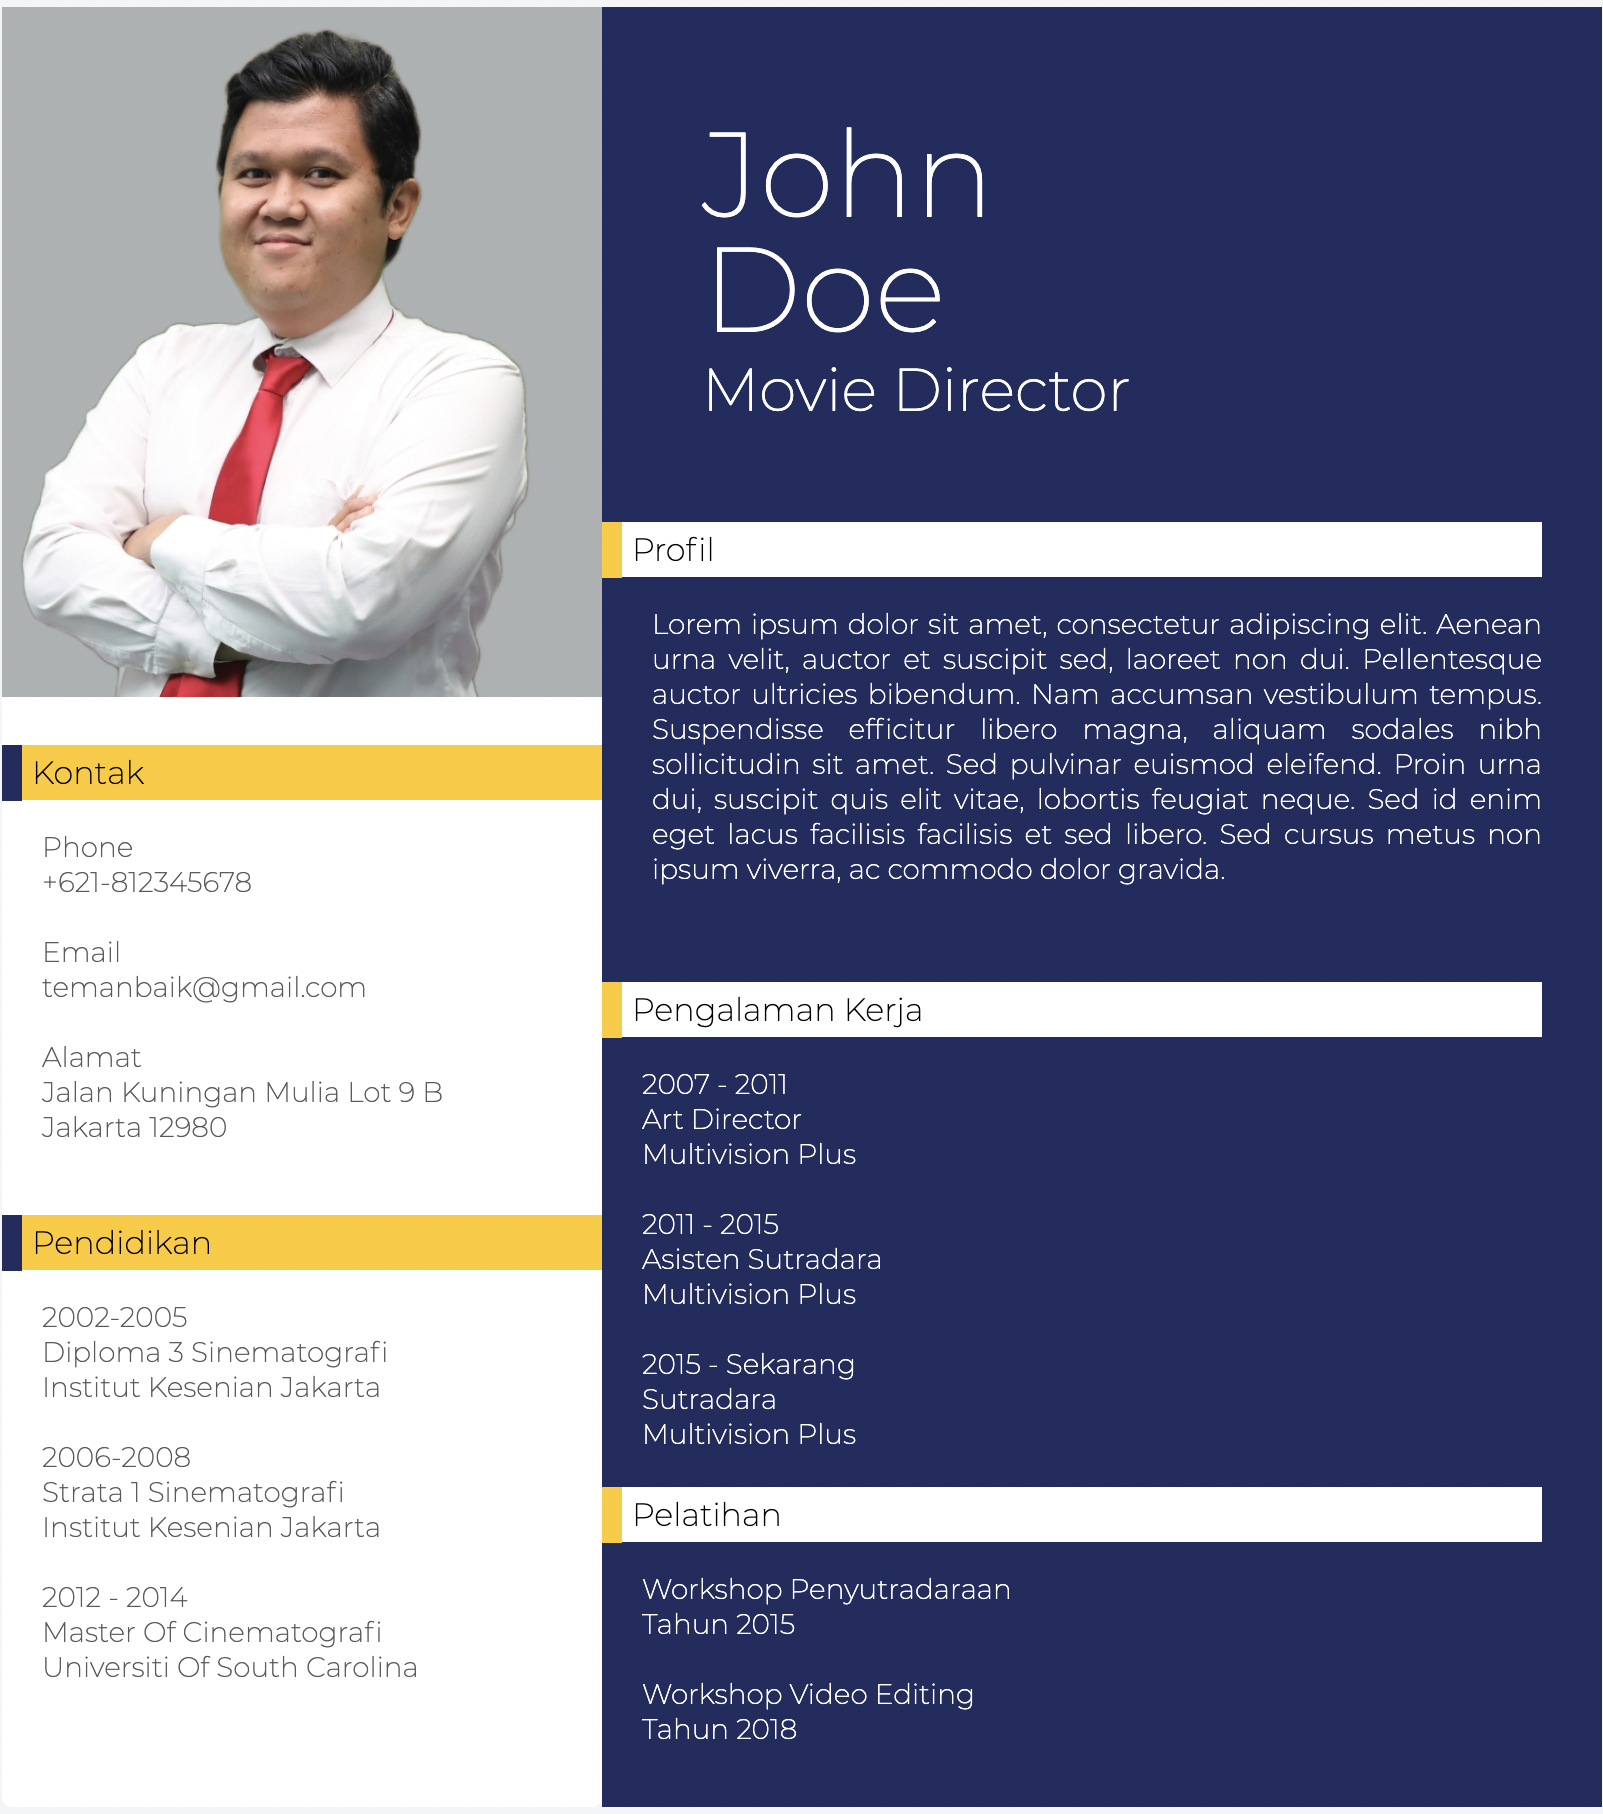 John
Doe
Movie Director
Profil
Lorem ipsum dolor sit amet, consectetur adipiscing elit. Aenean
urna velit, auctor et suscipit sed, laoreet non dui. Pellentesque
auctor ultricies bibendum. Nam accumsan vestibulum tempus.
Suspendisse efficitur libero magna, aliquam sodales nibh
sollicitudin sit amet. Sed pulvinar euismod eleifend. Proin urna
dui, suscipit quis elit vitae, lobortis feugiat neque. Sed id enim
eget lacus facilisis facilisis et sed libero. Sed cursus metus non
ipsum viverra, ac commodo dolor gravida.
Kontak
Phone
+621-812345678
Email
temanbaik@gmail.com
Alamat
Jalan Kuningan Mulia Lot 9 B
Jakarta 12980
Pendidikan
2002-2005
Diploma 3 Sinematografi
Institut Kesenian Jakarta
2006-2008
Strata 1 Sinematografi
Institut Kesenian Jakarta
2012 - 2014
Master Of Cinematografi
Universiti Of South Carolina
Pengalaman Kerja
2007 - 2011
Art Director
Multivision Plus
2011 - 2015
Asisten Sutradara
Multivision Plus
2015 - Sekarang
Sutradara
Multivision Plus
Pelatihan
Workshop Penyutradaraan
Tahun 2015
Workshop Video Editing
Tahun 2018